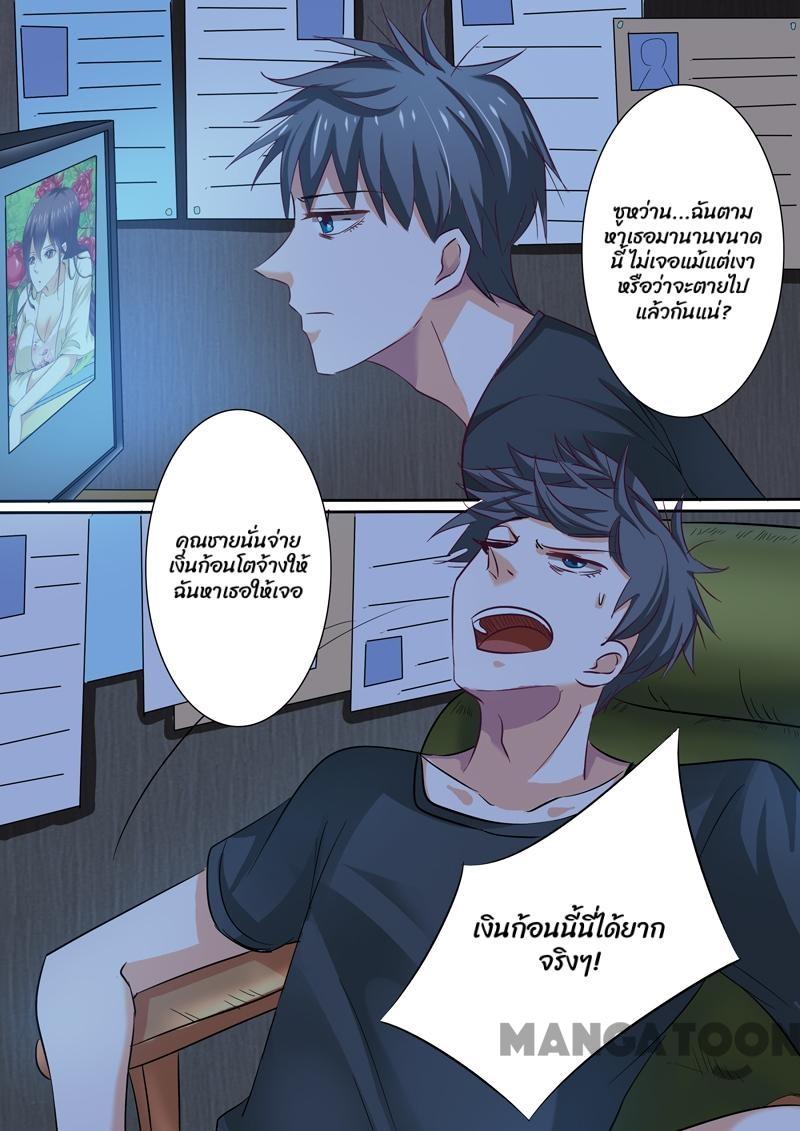 ซูหว่าน...ฉันตาม
หาเธอมานานขนาด
นี้ ไม่เจอแม้แต่เงา
หรือว่าจะตายไป
แล้วกันแน่?
คุณชายนั่นจ่าย
เงินก้อนโตจ้างให้
ฉันหาเธอให้เจอ
เงินก้อนนี้นี่ได้ยาก
จริงๆ!
MANGATOON